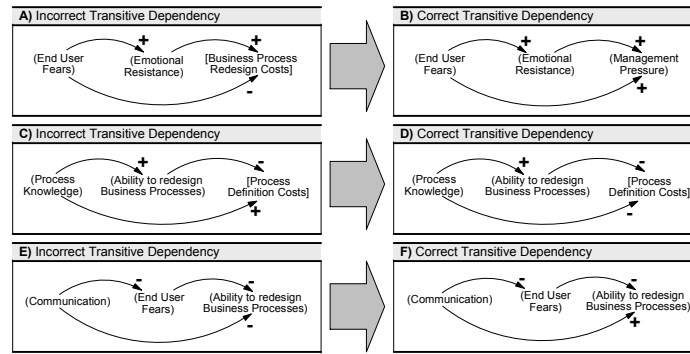 A) Incorrect Transitive Dependency
+ +
(End User Fears)
(Emotional Resistance)
[Business Process Redesign Costs]
-
B) Correct Transitive Dependency
+ +
(End User Fears)
(Emotional Resistance)
(Management Pressure)
+
C) Incorrect Transitive Dependency
+ -
(Process Knowledge)
(Ability to redesign Business Processes)
[Process Definition Costs]
+
D) Correct Transitive Dependency
+ -
(Process Knowledge)
(Ability to redesign Business Processes)
[Process Definition Costs]
-
E) Incorrect Transitive Dependency
- -
(Communication)
(End User Fears)
(Ability to redesign Business Processes)
-
F) Correct Transitive Dependency
- -
(Communication)
(End User Fears)
(Ability to redesign Business Processes)
+